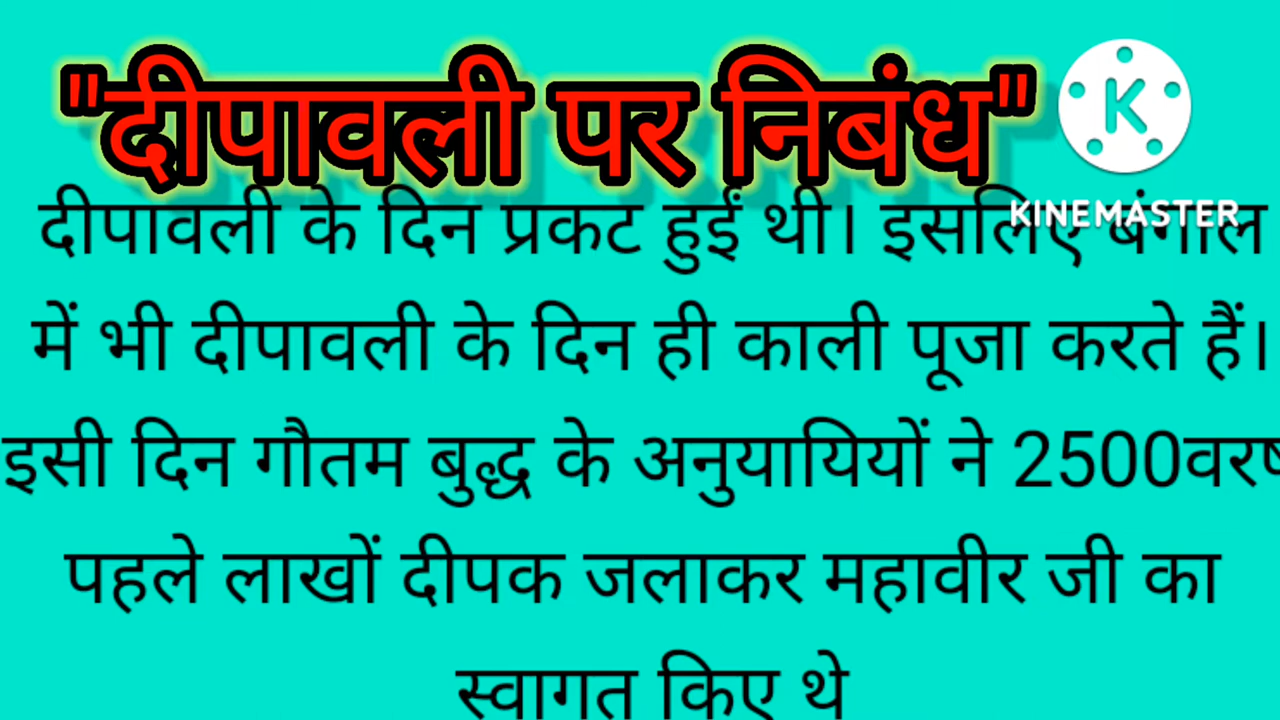 "दीपावली पर निबंध"
KINEMASTER
दीपावली के दिन प्रकट हुईं थी। इसलिए बंगाल
में भी दीपावली के दिन ही काली पूजा करते हैं।
इसी दिन गौतम बुद्ध के अनुयायियों ने 2500वरष
पहले लाखों दीपक जलाकर महावीर जी का
स्वागत किए थे